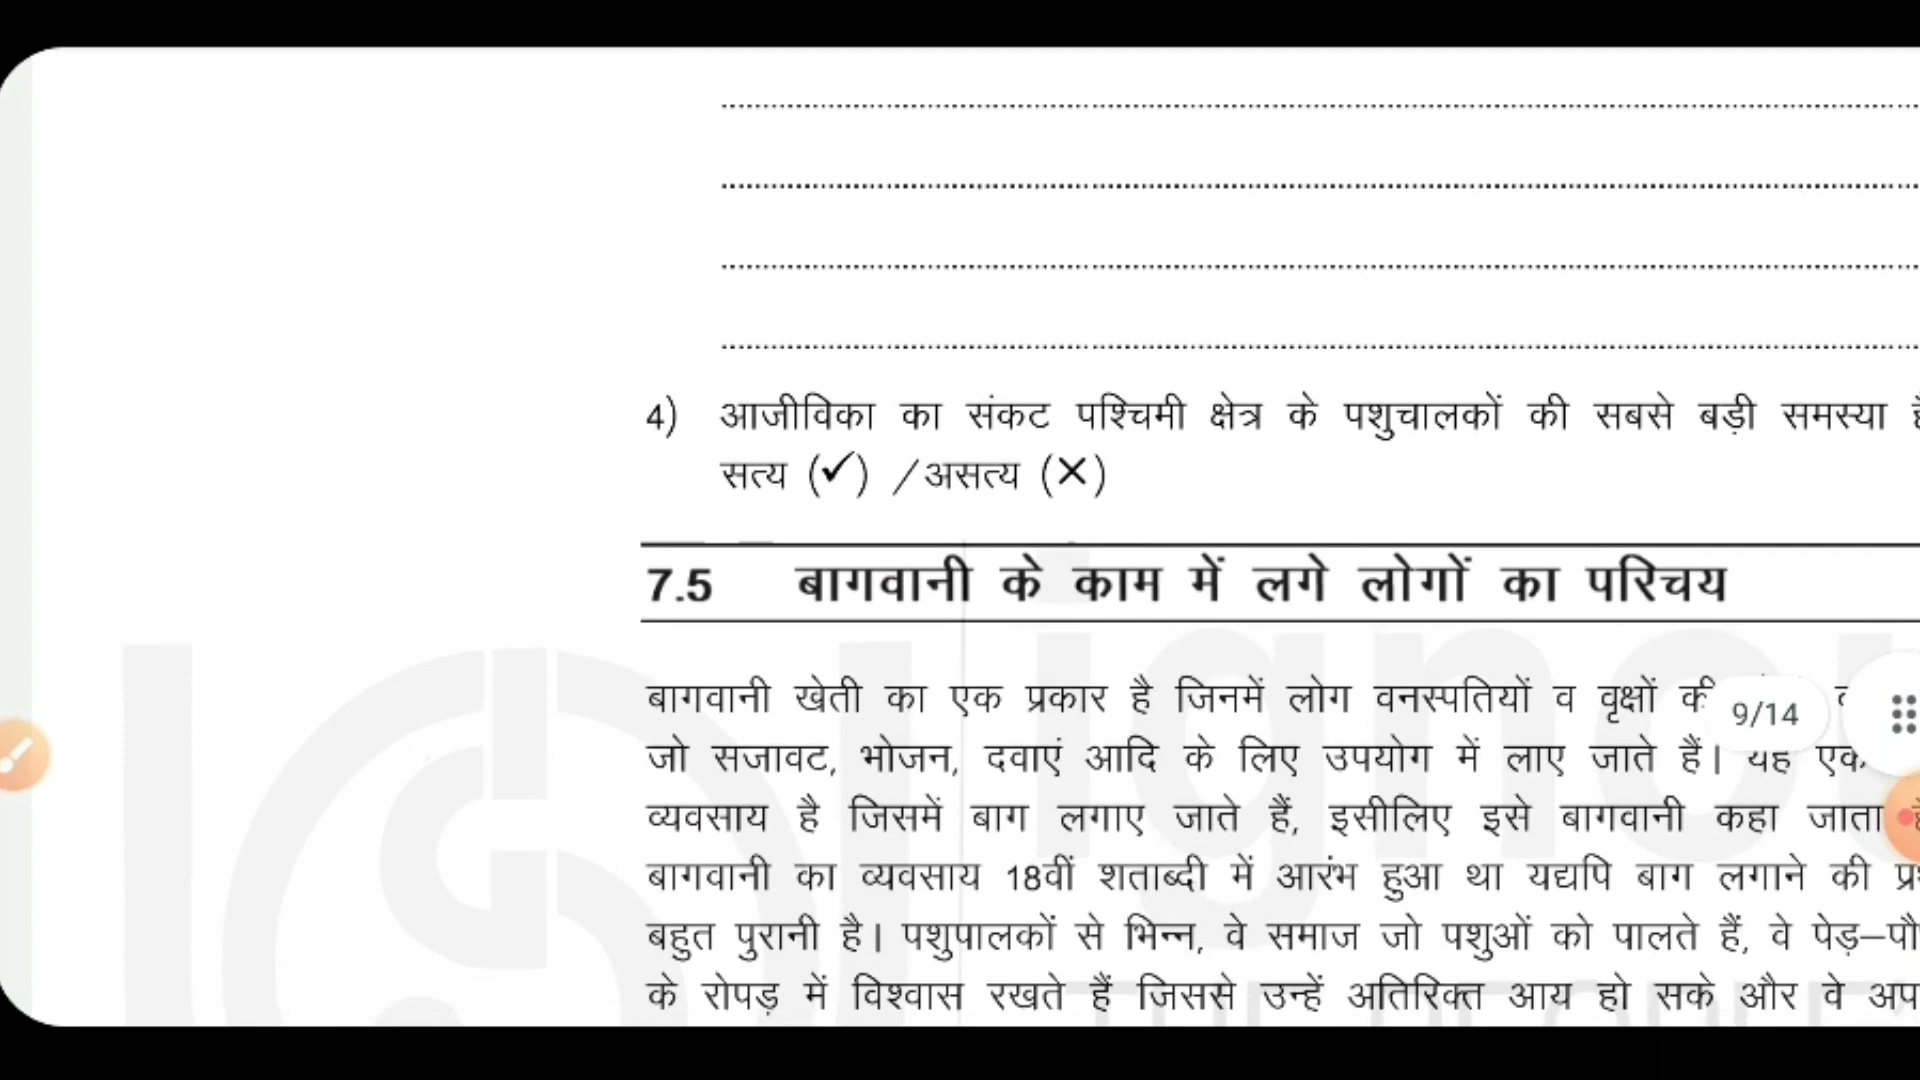 4) आजीविका का संकट पश्चिमी क्षेत्र के पशुचालकों की सबसे बड़ी समस्या
सत्य (✓) /असत्य (✕)
7.5 बागवानी के काम में लगे लोगों का परिचय
बागवानी खेती का एक प्रकार है जिनमें लोग वनस्पतियों व वृक्षों
9/14
जो सजावट, भोजन, दवाएं आदि के लिए उपयोग में लाए जाते हैं। यह एक
व्यवसाय है जिसमें बाग लगाए जाते हैं, इसीलिए इसे बागवानी कहा जाता
बागवानी का व्यवसाय 18वीं शताब्दी में आरंभ हुआ था यद्यपि बाग लगाने की
बहुत पुरानी है। पशुपालकों से भिन्न, वे समाज जो पशुओं को पालते हैं, वे
के रोपड़ में विश्वास रखते हैं जिससे उन्हें अतिरिक्त आय हो सके और वे
ignou